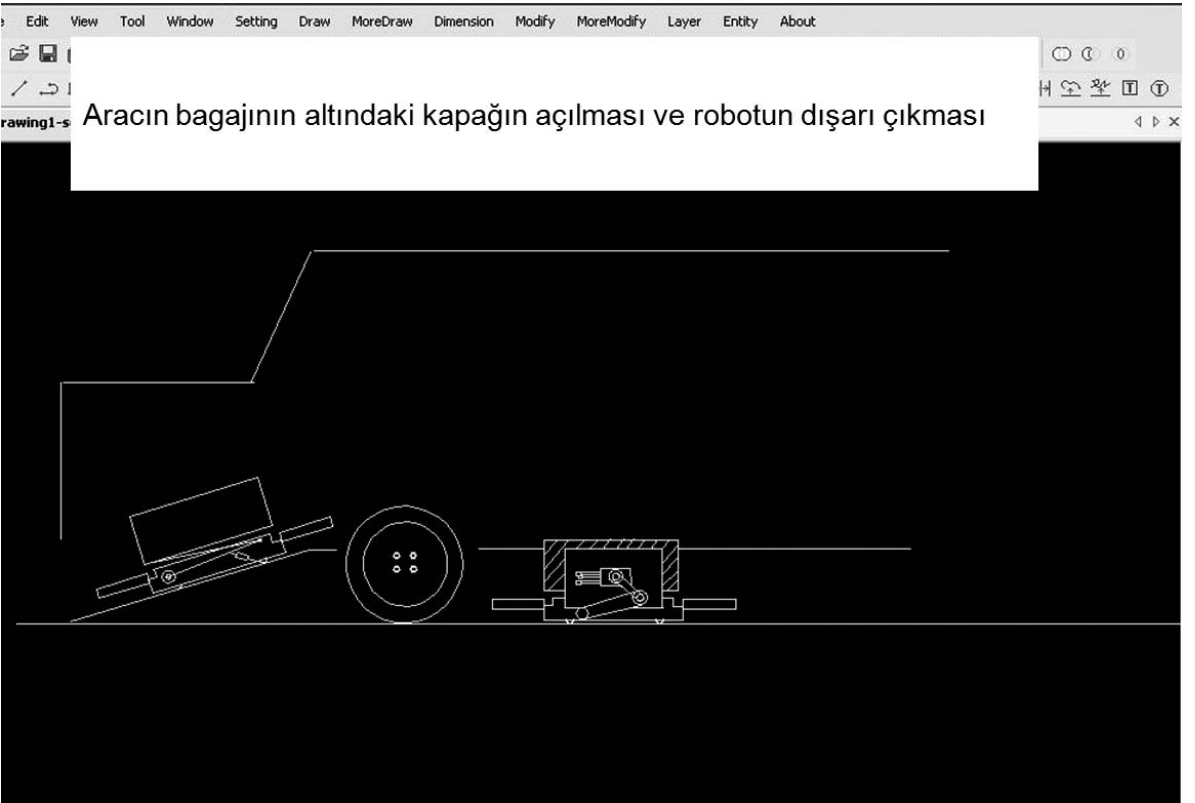 Edit View Tool Window Setting Draw MoreDraw Dimension Modify MoreModify Layer Entity About
Aracın bagajının altındaki kapağın açılması ve robotun dışarı çıkması
rawing1-s